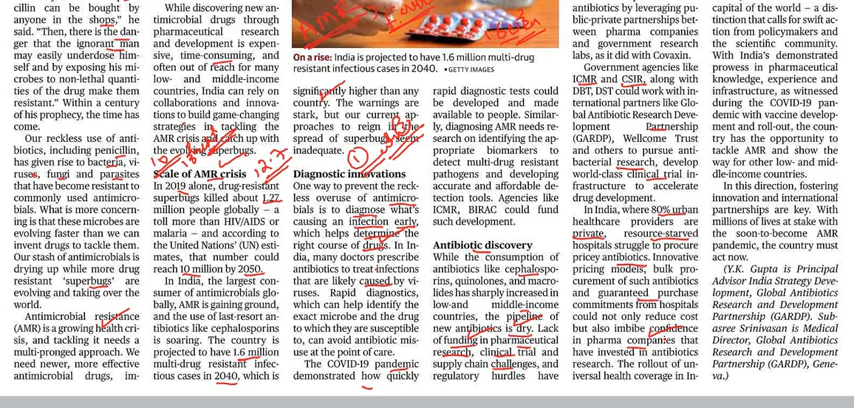 cillin can be bought by
anyone in the shops," he
said. "Then, there is the dan-
ger that the ignorant man
may easily underdose him-
self and by exposing his mi-
crobes to non-lethal quanti-
ties of the drug make them
resistant." Within a century
of his prophecy, the time has
come.
Our reckless use of anti-
biotics, including penicillin,
has given rise to bacteria, vi-
ruses, fungi and parasites
that have become resistant to
commonly used antimicro-
bials. What is more concern-
ing is that these microbes are
evolving faster than we can
invent drugs to tackle them.
Our stash of antimicrobials is
drying up while more drug
resistant 'superbugs' are
evolving and taking over the
world.
Antimicrobial resistance
(AMR) is a growing health cri-
sis, and tackling it needs a
multi-pronged approach. We
need newer, more effective
antimicrobial drugs, im-
While discovering new an-
timicrobial drugs through
pharmaceutical research
and development is expen-
sive, time-consuming, and
often out of reach for many
low- and middle-income
countries, India can rely on
collaborations and innova-
tions to build game-changing
strategies in tackling the
AMR crisis and catch up with
the evolving superbugs.
Scale of AMR crisis
In 2019 alone, drug-resistant
superbugs killed about 1.27
million people globally – a
toll more than HIV/AIDS or
malaria – and according to
the United Nations' (UN) esti-
mates, that number could
reach 10 million by 2050.
In India, the largest con-
sumer of antimicrobials glo-
bally, AMR is gaining ground,
and the use of last-resort an-
tibiotics like cephalosporins
is soaring. The country is
projected to have 1.6 million
multi-drug resistant infec-
tious cases in 2040, which is
AMR
On a rise: India is projected to have 1.6 million multi-drug
resistant infectious cases in 2040. •GETTY IMAGES
significantly higher than any
country. The warnings are
stark, but our current ap-
proaches to reign in the
spread of superbugs seem
inadequate.
1
Diagnostic innovations
One way to prevent the reck-
less overuse of antimicro-
bials is to diagnose what's
causing an infection early,
which helps determine the
right course of drugs. In In-
dia, many doctors prescribe
antibiotics to treat infections
that are likely caused by vi-
ruses. Rapid diagnostics,
which can help identify the
exact microbe and the drug
to which they are susceptible
to, can avoid antibiotic mis-
use at the point of care.
The COVID-19 pandemic
demonstrated how quickly
rapid diagnostic tests could
be developed and made
available to people. Similar-
ly, diagnosing AMR needs re-
search on identifying the ap-
propriate biomarkers to
detect multi-drug resistant
pathogens and developing
accurate and affordable de-
tection tools. Agencies like
ICMR, BIRAC could fund
such development.
Antibiotic discovery
While the consumption of
antibiotics like cephalospo-
rins, quinolones, and macro-
lides has sharply increased in
low-and middle-income
countries, the pipeline of
new antibiotics is dry. Lack
of funding in pharmaceutical
research, clinical trial and
supply chain challenges, and
regulatory hurdles have
antibiotics by leveraging pu-
blic-private partnerships bet-
ween pharma companies
and government research
labs, as it did with Covaxin.
Government agencies like
ICMR and CSIR, along with
DBT, DST could work with in-
ternational partners like Glo-
bal Antibiotic Research Deve-
lopment Partnership
(GARDP), Wellcome Trust
and others to pursue anti-
bacterial research, develop
world-class clinical trial in-
frastructure to accelerate
drug development.
In India, where 80% urban
healthcare providers are
private, resource-starved
hospitals struggle to procure
pricey antibiotics. Innovative
pricing models, bulk pro-
curement of such antibiotics
and guaranteed purchase
commitments from hospitals
could not only reduce cost
but also imbibe confidence
in pharma companies that
have invested in antibiotics
research. The rollout of un-
iversal health coverage in In-
capital of the world – a dis-
tinction that calls for swift ac-
tion from policymakers and
the scientific community.
With India's demonstrated
prowess in pharmaceutical
knowledge, experience and
infrastructure, as witnessed
during the COVID-19 pan-
demic with vaccine develop-
ment and roll-out, the coun-
try has the opportunity to
tackle AMR and show the
way for other low- and mid-
dle-income countries.
In this direction, fostering
innovation and international
partnerships are key. With
millions of lives at stake with
the soon-to-become AMR
pandemic, the country must
act now.
(Y.K. Gupta is Principal
Advisor India Strategy Deve-
lopment, Global Antibiotics
Research and Development
Partnership (GARDP). Sub-
asree Srinivasan is Medical
Director, Global Antibiotics
Research and Development
Partnership (GARDP), Gene-
va.)